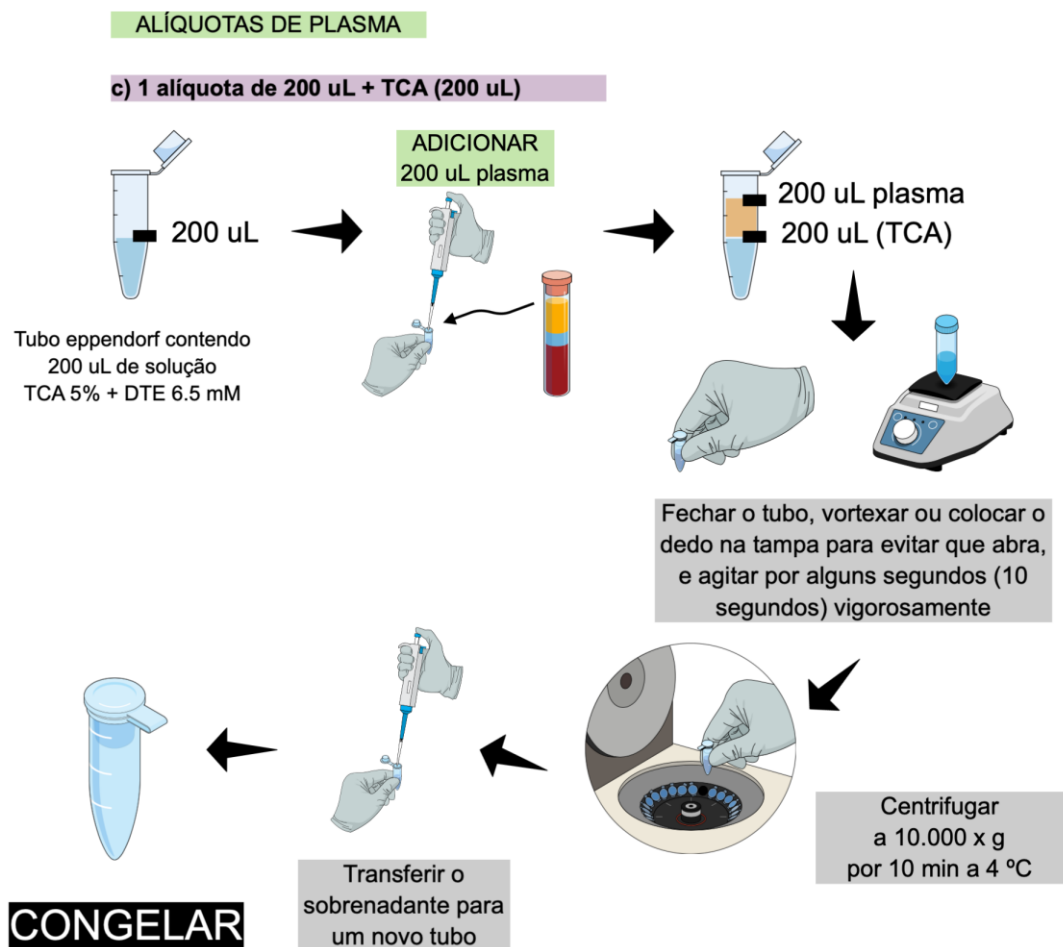 ALÍQUOTAS DE PLASMA
c) 1 alíquota de 200 uL + TCA (200 uL)
200 uL
Tubo eppendorf contendo
200 uL de solução
TCA 5% + DTE 6.5 mM
ADICIONAR
200 uL plasma
200 uL plasma
200 uL (TCA)
Fechar o tubo, vortexar ou colocar o
dedo na tampa para evitar que abra,
e agitar por alguns segundos (10
segundos) vigorosamente
Centrifugar
a 10.000 x g
por 10 min a 4 ºC
Transferir o
sobrenadante para
um novo tubo
CONGELAR